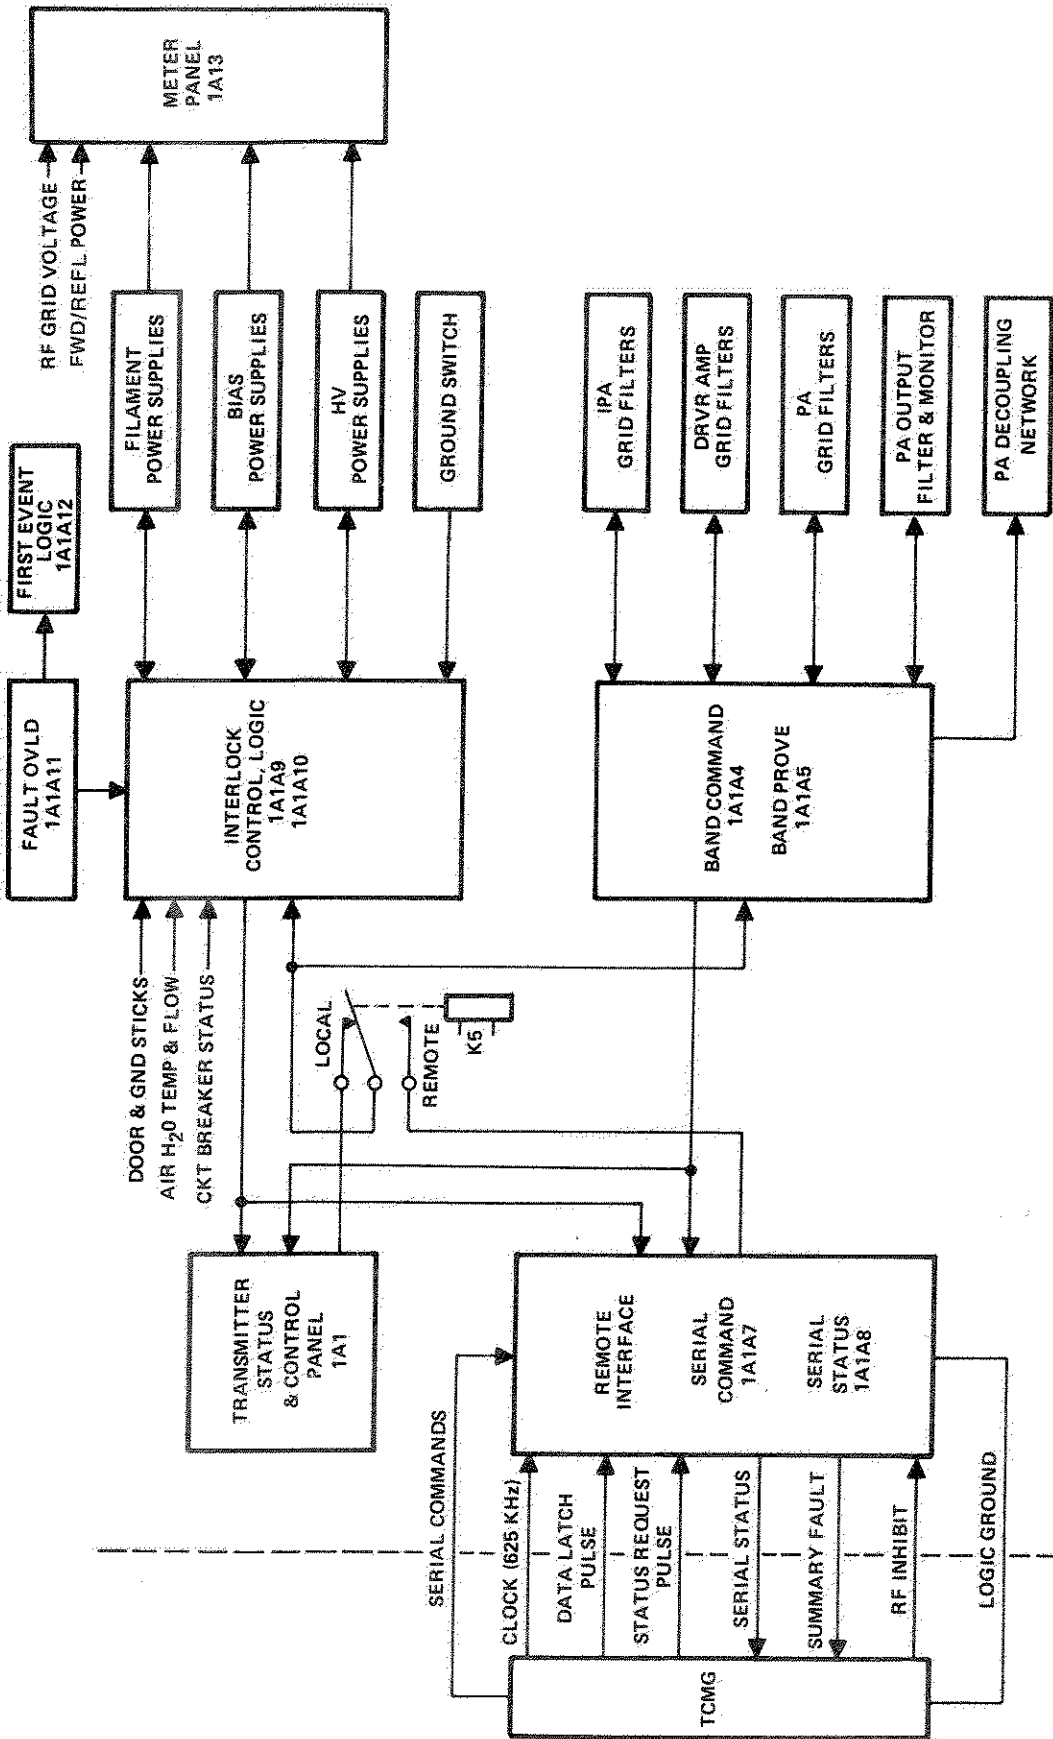 RF GRID VOLTAGE
FWD/REFL POWER
METER
PANEL
1A13
FIRST EVENT
LOGIC
1A1A12
FAULT OVLD
1A1A11
FILAMENT
POWER SUPPLIES
BIAS
POWER SUPPLIES
HV
POWER SUPPLIES
GROUND SWITCH
DOOR & GND STICKS
AIR H2O TEMP & FLOW
CKT BREAKER STATUS
INTERLOCK
CONTROL, LOGIC
1A1A9
1A1A10
LOCAL
REMOTE
K5
TRANSMITTER
STATUS
& CONTROL
PANEL
1A1
IPA
GRID FILTERS
DRVR AMP
GRID FILTERS
PA
GRID FILTERS
PA OUTPUT
FILTER & MONITOR
PA DECOUPLING
NETWORK
BAND COMMAND
1A1A4
BAND PROVE
1A1A5
REMOTE
INTERFACE
SERIAL
COMMAND
1A1A7
SERIAL
STATUS
1A1A8
SERIAL COMMANDS
CLOCK (625 KHz)
DATA LATCH
PULSE
STATUS REQUEST
PULSE
SERIAL STATUS
SUMMARY FAULT
RF INHIBIT
LOGIC GROUND
TCMG